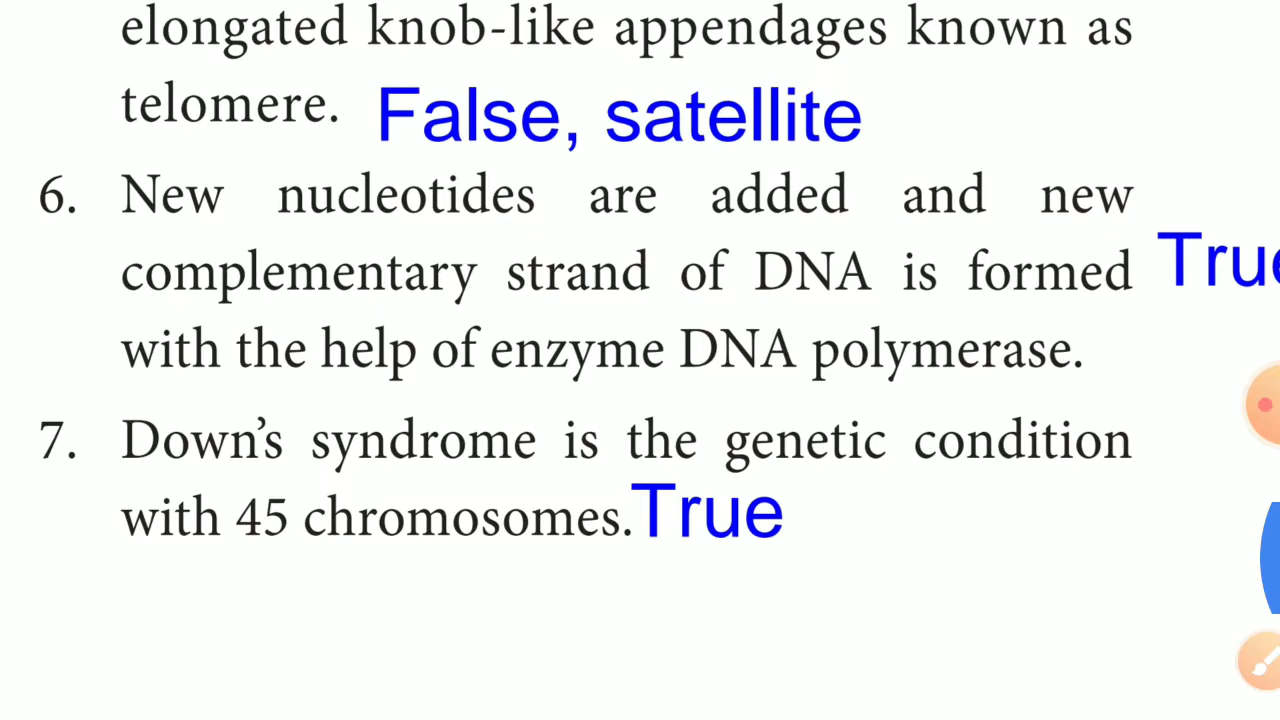 elongated knob-like appendages known as
telomere. False, satellite
6. New nucleotides are added and new
complementary strand of DNA is formed True
with the help of enzyme DNA polymerase.
7. Down's syndrome is the genetic condition
with 45 chromosomes. True